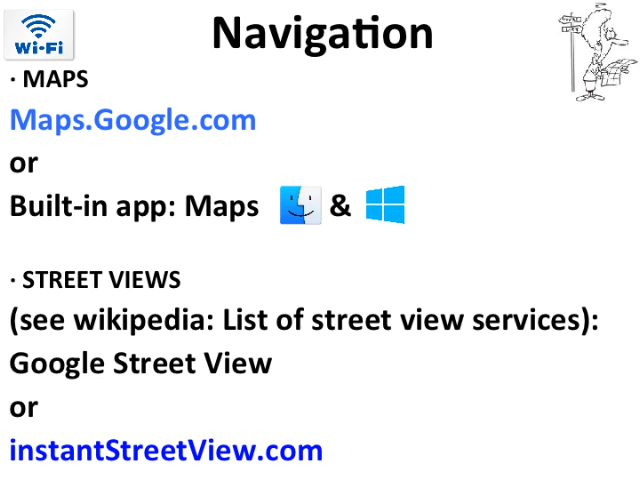 Wi-Fi
Navigation
· MAPS
Maps.Google.com
or
Built-in app: Maps &
· STREET VIEWS
(see wikipedia: List of street view services):
Google Street View
or
instantStreetView.com